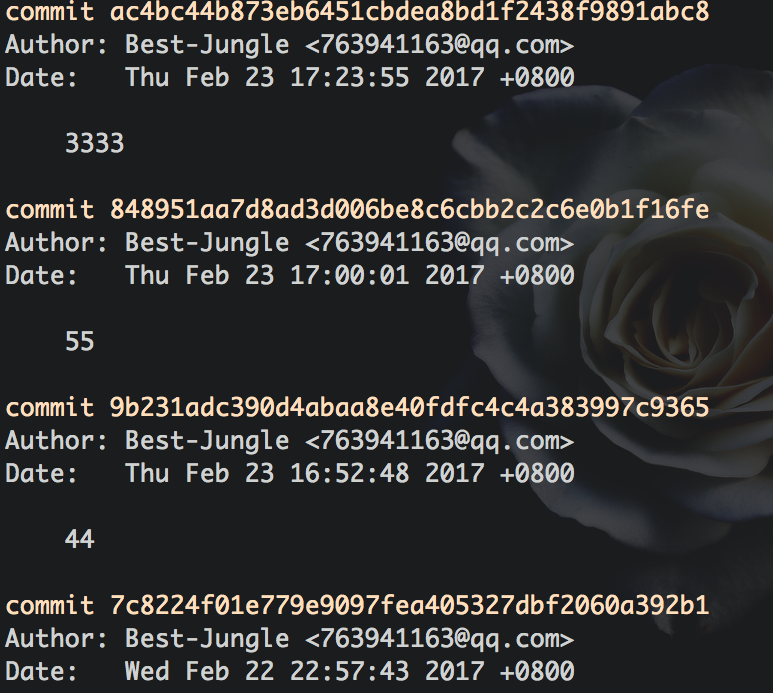 commit ac4bc44b873eb6451cbdea8bd1f2438f9891abc8
Author: Best-Jungle <763941163@qq.com>
Date:   Thu Feb 23 17:23:55 2017 +0800
3333
commit 848951aa7d8ad3d006be8c6cbb2c2c6e0b1f16fe
Author: Best-Jungle <763941163@qq.com>
Date:   Thu Feb 23 17:00:01 2017 +0800
55
commit 9b231adc390d4abaa8e40fdfc4c4a383997c9365
Author: Best-Jungle <763941163@qq.com>
Date:   Thu Feb 23 16:52:48 2017 +0800
44
commit 7c8224f01e779e9097fea405327dbf2060a392b1
Author: Best-Jungle <763941163@qq.com>
Date:   Wed Feb 22 22:57:43 2017 +0800